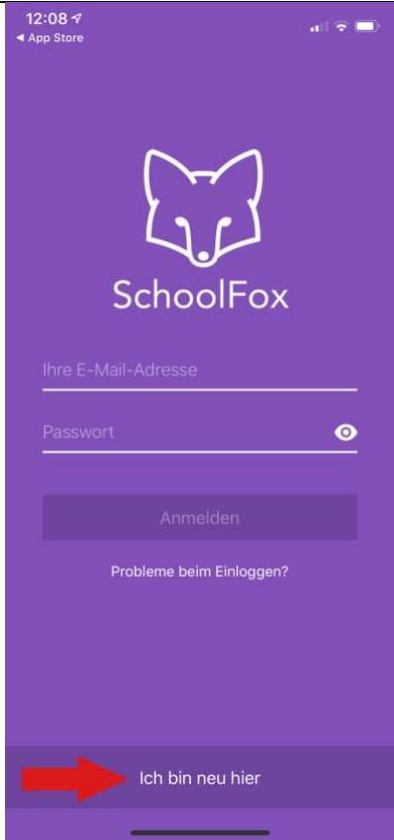 12:08
App Store
SchoolFox
Ihre E-Mail-Adresse
Passwort
Anmelden
Probleme beim Einloggen?
Ich bin neu hier